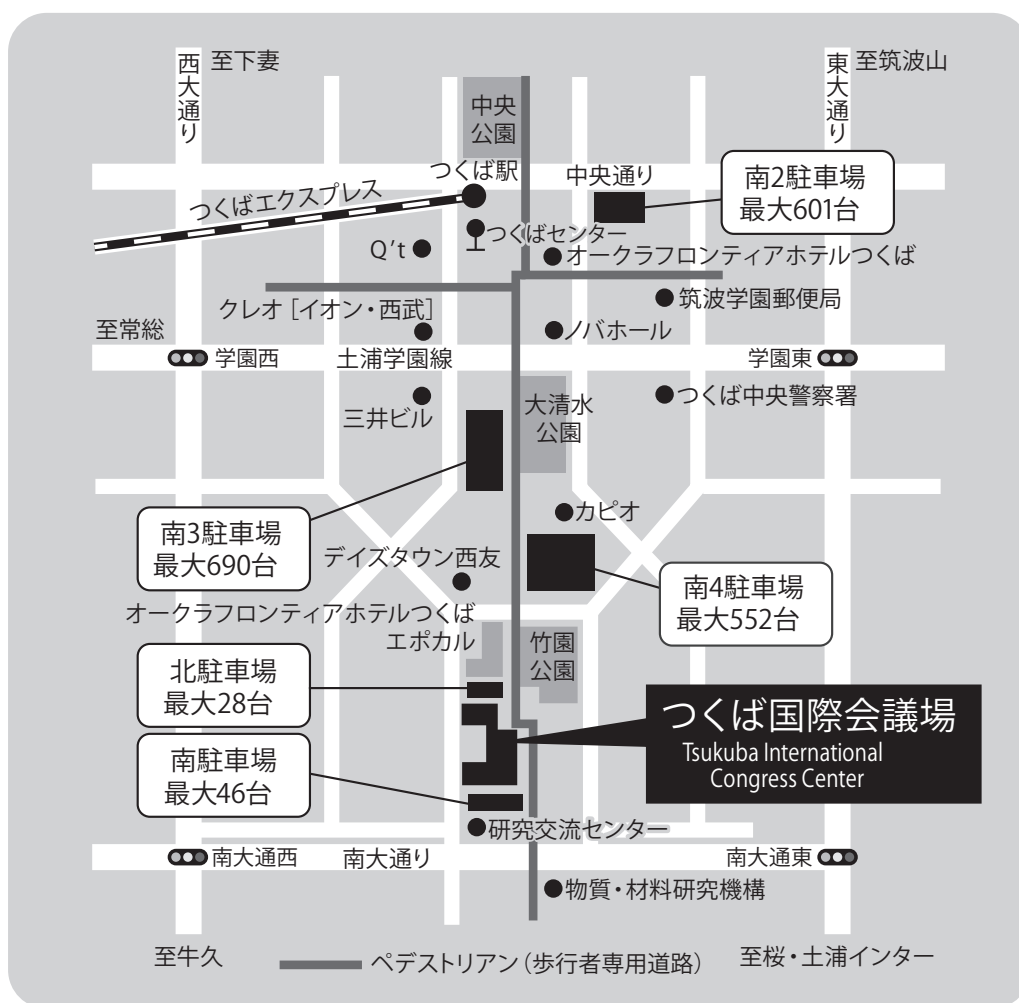 西大通り
至下妻
東大通り
至筑波山
中央
公園
つくば駅
中央通り
南2駐車場
最大601台
つくばエクスプレス
つくばセンター
Q't
オークラフロンティアホテルつくば
クレオ［イオン・西武］
筑波学園郵便局
至常総
ノバホール
学園西
土浦学園線
学園東
三井ビル
大清水
公園
つくば中央警察署
南3駐車場
最大690台
カピオ
デイズタウン西友
南4駐車場
最大552台
オークラフロンティアホテルつくば
エポカル
竹園
公園
北駐車場
最大28台
つくば国際会議場
Tsukuba International
Congress Center
南駐車場
最大46台
研究交流センター
南大通西
南大通り
南大通東
物質・材料研究機構
至牛久
ペデストリアン（歩行者専用道路）
至桜・土浦インター